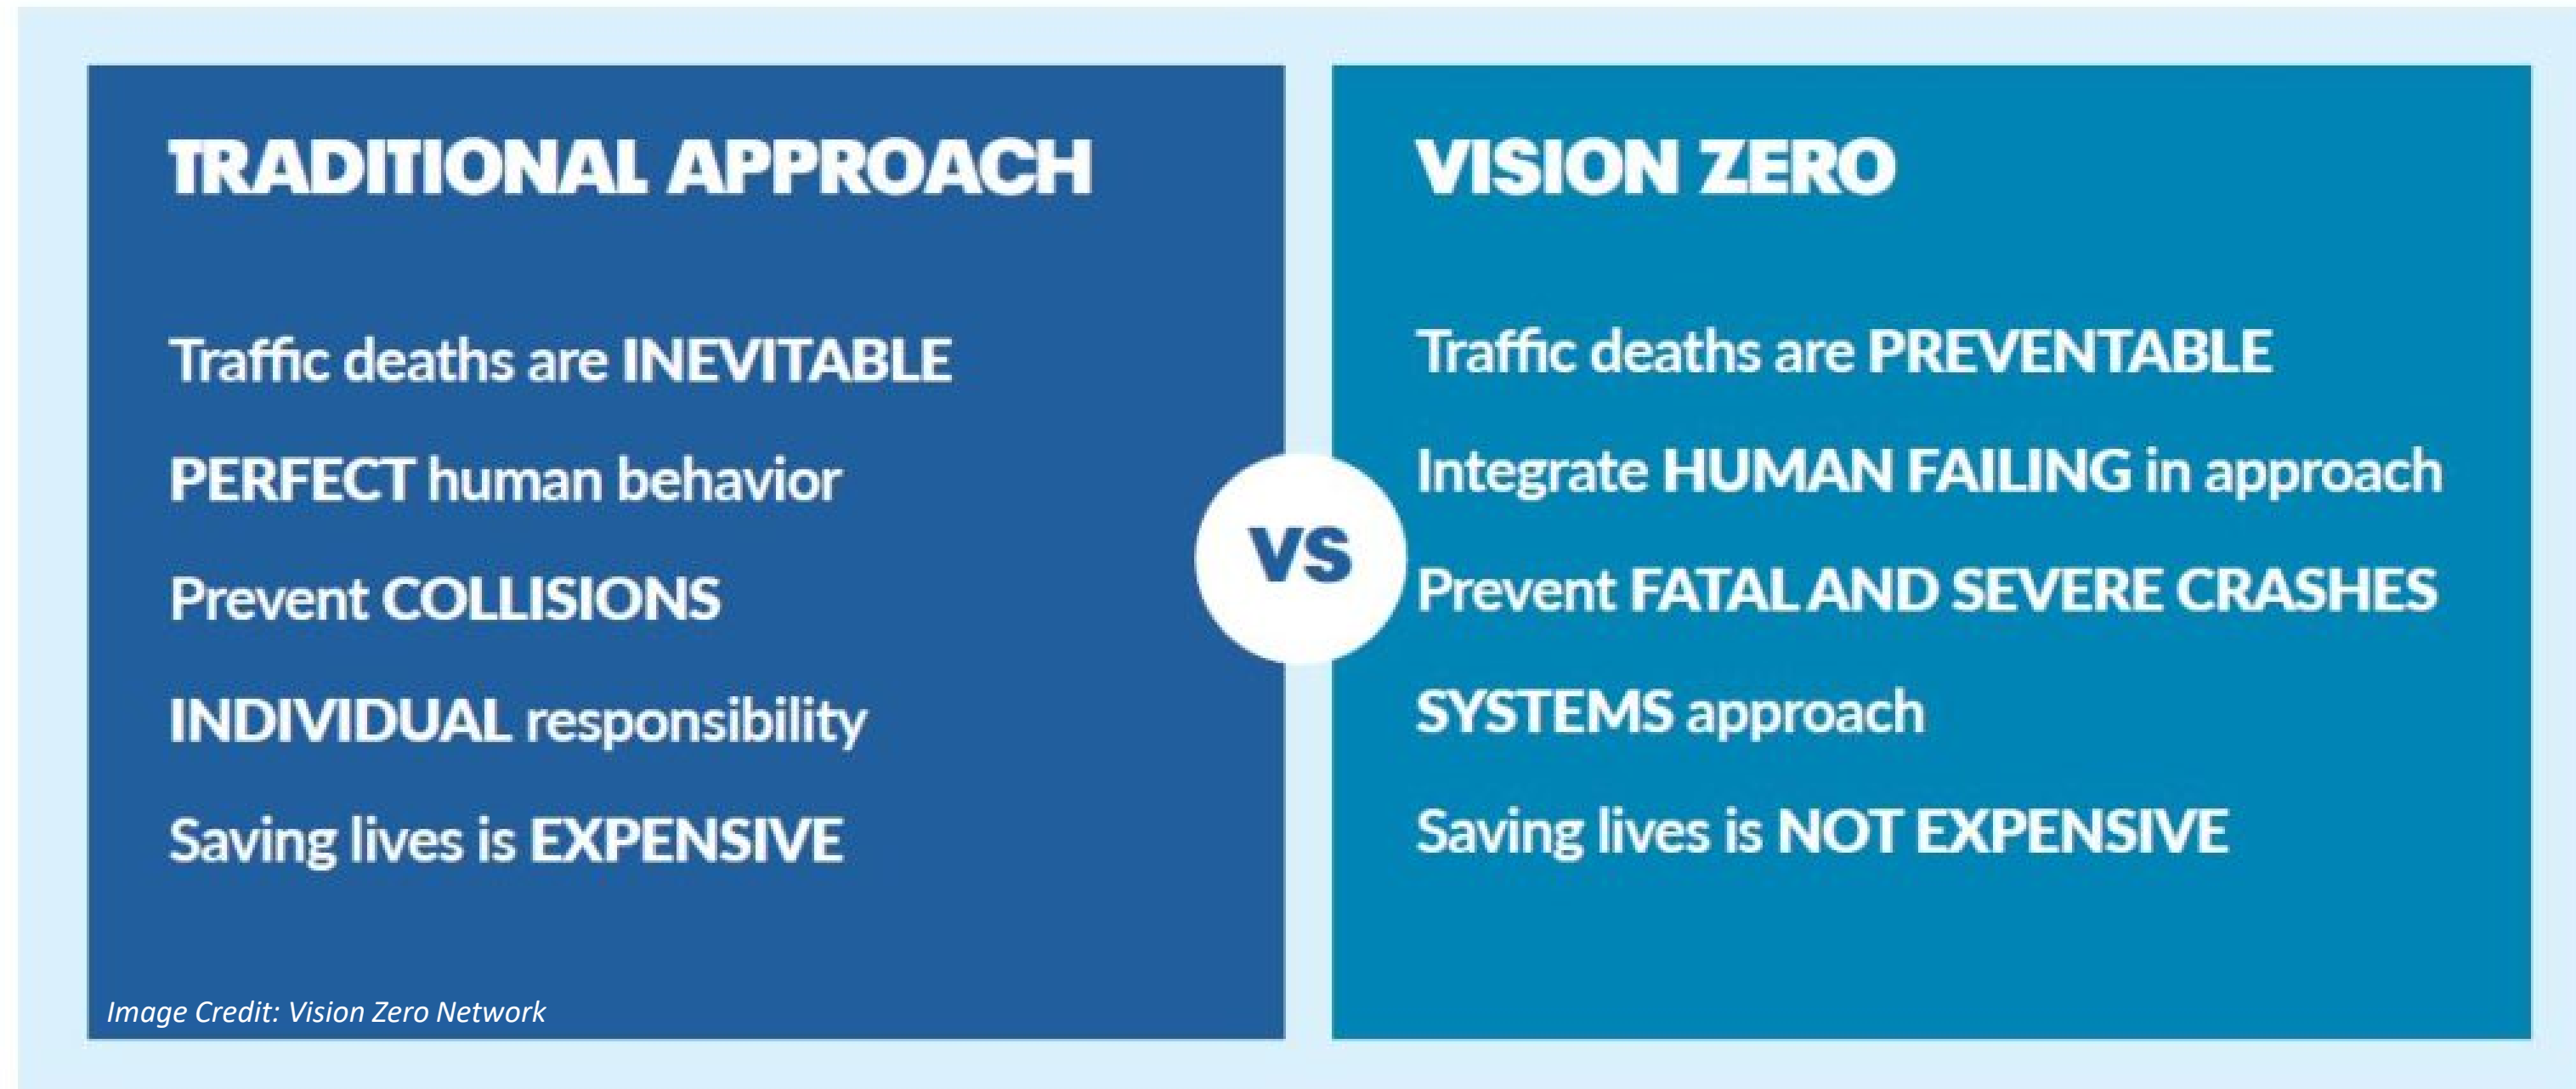 TRADITIONAL APPROACH
Traffic deaths are INEVITABLE
PERFECT human behavior
Prevent COLLISIONS
INDIVIDUAL responsibility
Saving lives is EXPENSIVE
Image Credit: Vision Zero Network
VS
VISION ZERO
Traffic deaths are PREVENTABLE
Integrate HUMAN FAILING in approach
Prevent FATAL AND SEVERE CRASHES
SYSTEMS approach
Saving lives is NOT EXPENSIVE